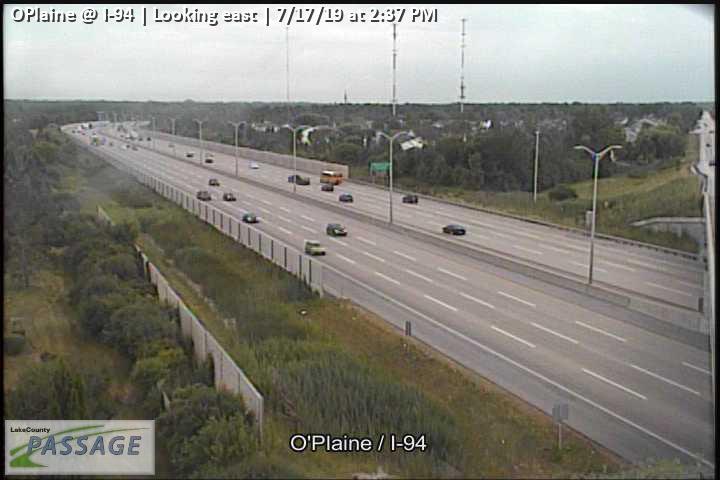 OPlaine @ I-94 | Looking east | 7/17/19 at 2:37 PM
O'Plaine / I-94
LakeCounty
PASSAGE